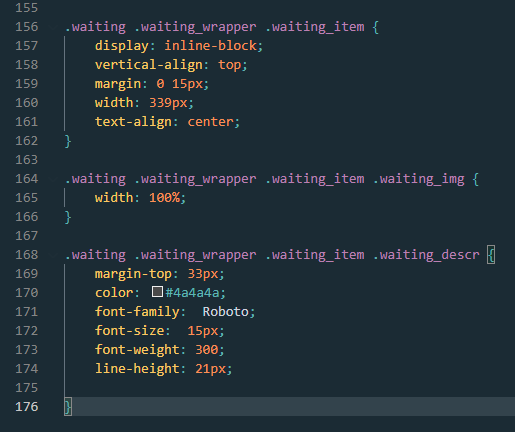 155
156 .waiting .waiting_wrapper .waiting_item {
157 display: inline-block;
158 vertical-align: top;
159 margin: 0 15px;
160 width: 339px;
161 text-align: center;
162 }
163
164 .waiting .waiting_wrapper .waiting_item .waiting_img {
165 width: 100%;
166 }
167
168 .waiting .waiting_wrapper .waiting_item .waiting_descr {
169 margin-top: 33px;
170 color: #4a4a4a;
171 font-family:  Roboto;
172 font-size:  15px;
173 font-weight: 300;
174 line-height: 21px;
175
176 }